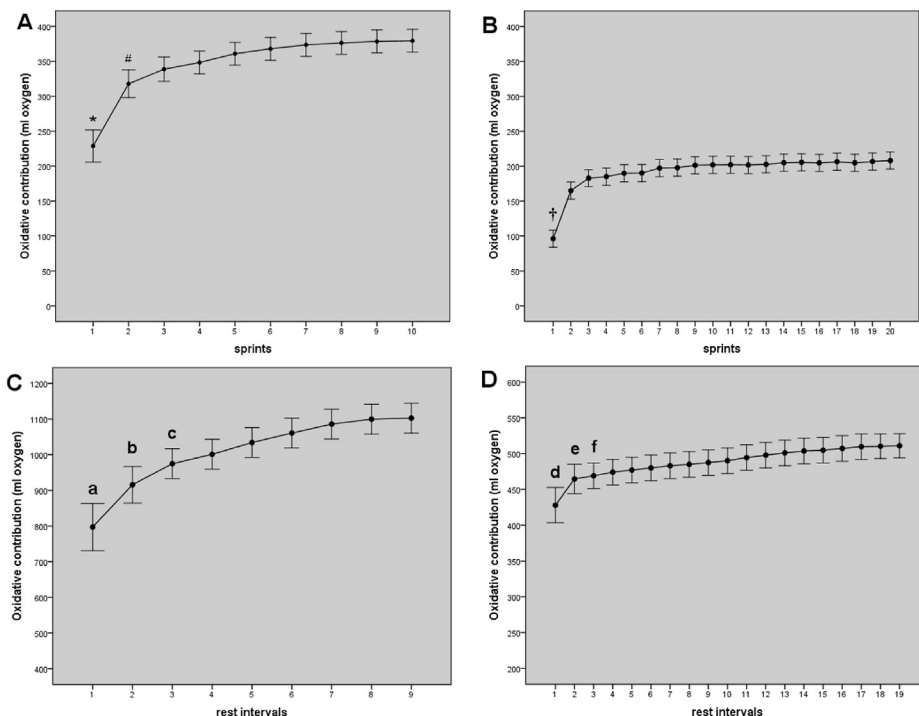 A
Oxidative contribution (ml oxygen)
400
350
300
250
200
150
100
50
0
*
#
1 2 3 4 5 6 7 8 9 10
sprints
B
Oxidative contribution (ml oxygen)
400
350
300
250
200
150
100
50
0
†
1 2 3 4 5 6 7 8 9 10 11 12 13 14 15 16 17 18 19 20
sprints
C
Oxidative contribution (ml oxygen)
1200
1100
1000
900
800
700
600
500
400
a
b
c
1 2 3 4 5 6 7 8 9
rest intervals
D
Oxidative contribution (ml oxygen)
600
550
500
450
400
350
300
250
200
d
e
f
1 2 3 4 5 6 7 8 9 10 11 12 13 14 15 16 17 18 19
rest intervals